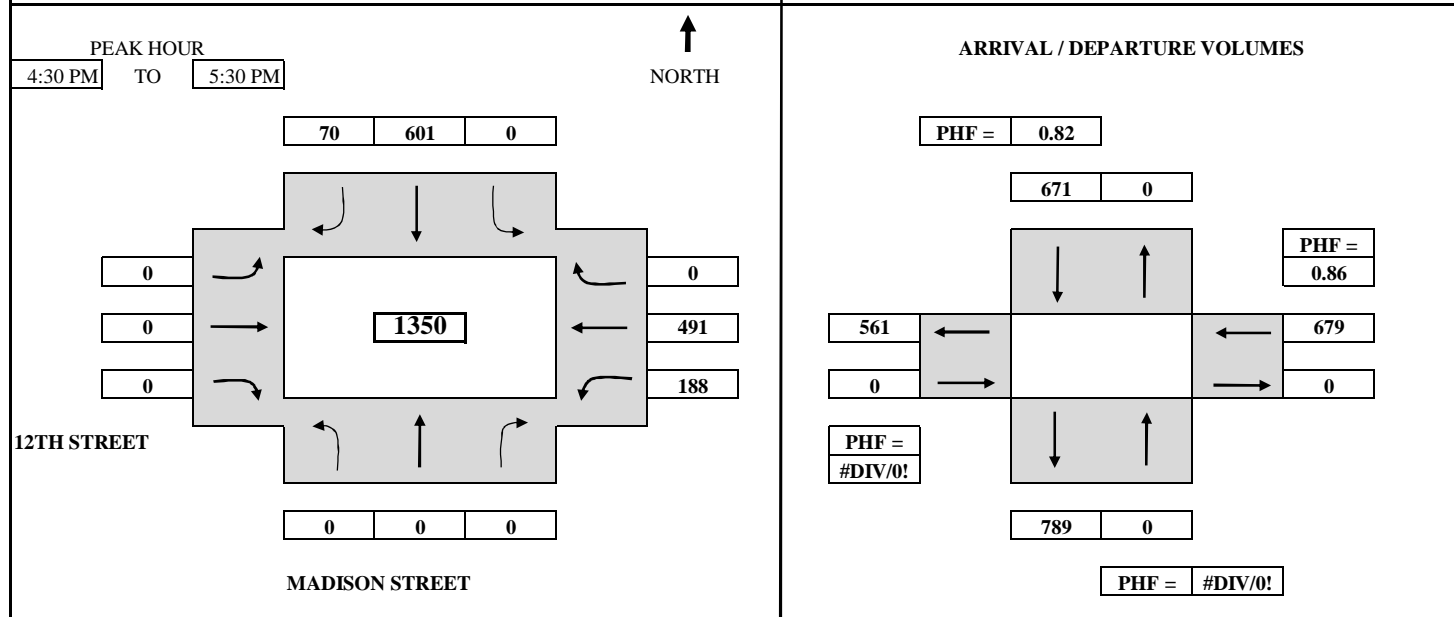 PEAK HOUR
4:30 PM TO 5:30 PM
NORTH
70 601 0
0
0
0
1350
0
491
188
12TH STREET
0 0 0
MADISON STREET
ARRIVAL / DEPARTURE VOLUMES
PHF = 0.82
671 0
PHF =
0.86
561
679
0
0
PHF =
#DIV/0!
789 0
PHF = #DIV/0!